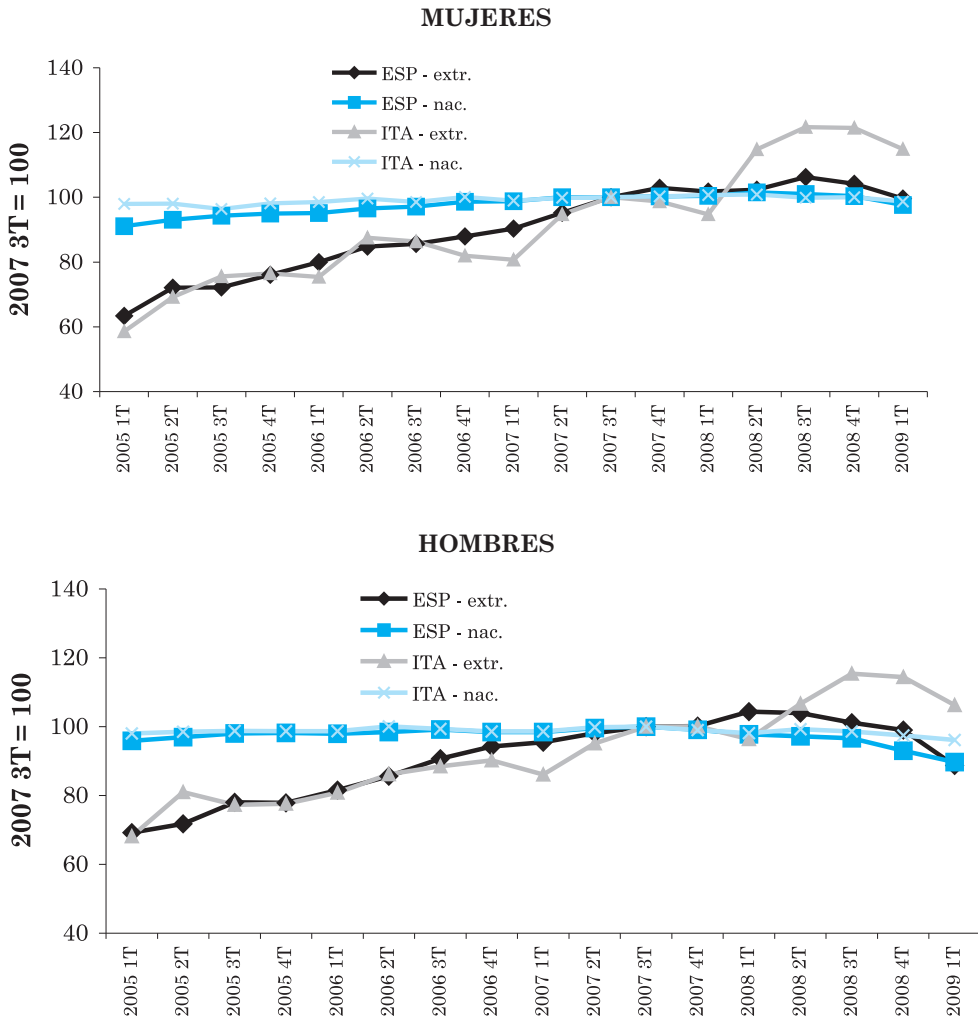 MUJERES
140
120
100
80
60
40
2007 3T = 100
ESP - extr.
ESP - nac.
ITA - extr.
ITA - nac.
2005 1T
2005 2T
2005 3T
2005 4T
2006 1T
2006 2T
2006 3T
2006 4T
2007 1T
2007 2T
2007 3T
2007 4T
2008 1T
2008 2T
2008 3T
2008 4T
2009 1T
HOMBRES
140
120
100
80
60
40
2007 3T = 100
ESP - extr.
ESP - nac.
ITA - extr.
ITA - nac.
2005 1T
2005 2T
2005 3T
2005 4T
2006 1T
2006 2T
2006 3T
2006 4T
2007 1T
2007 2T
2007 3T
2007 4T
2008 1T
2008 2T
2008 3T
2008 4T
2009 1T